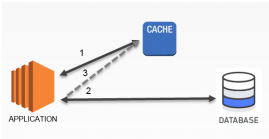 CACHE
1
3
2
APPLICATION
DATABASE